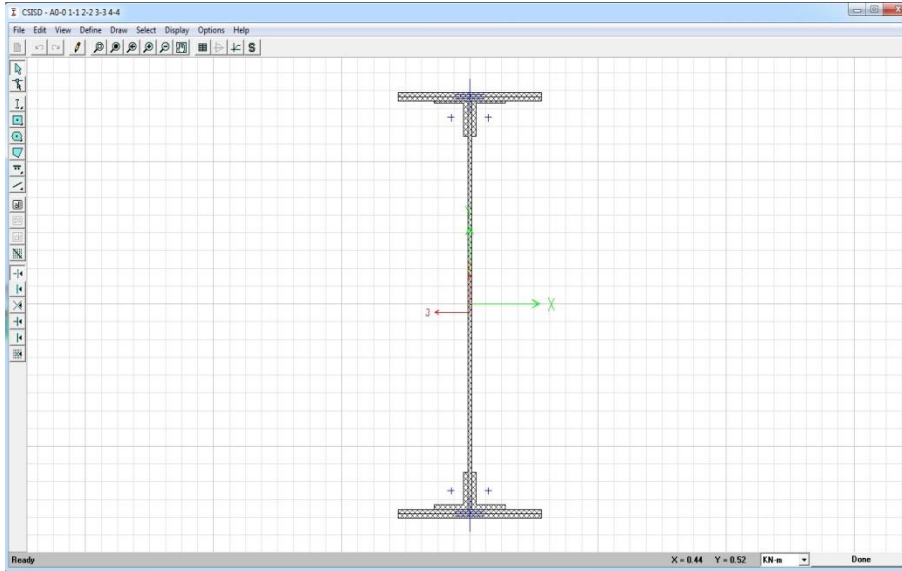 CSISD - A0-0 1-1 2-2 3-3 4-4
File Edit View Define Draw Select Display Options Help
S
X
3
Ready
X = 0.44 Y = 0.52 KN-m Done